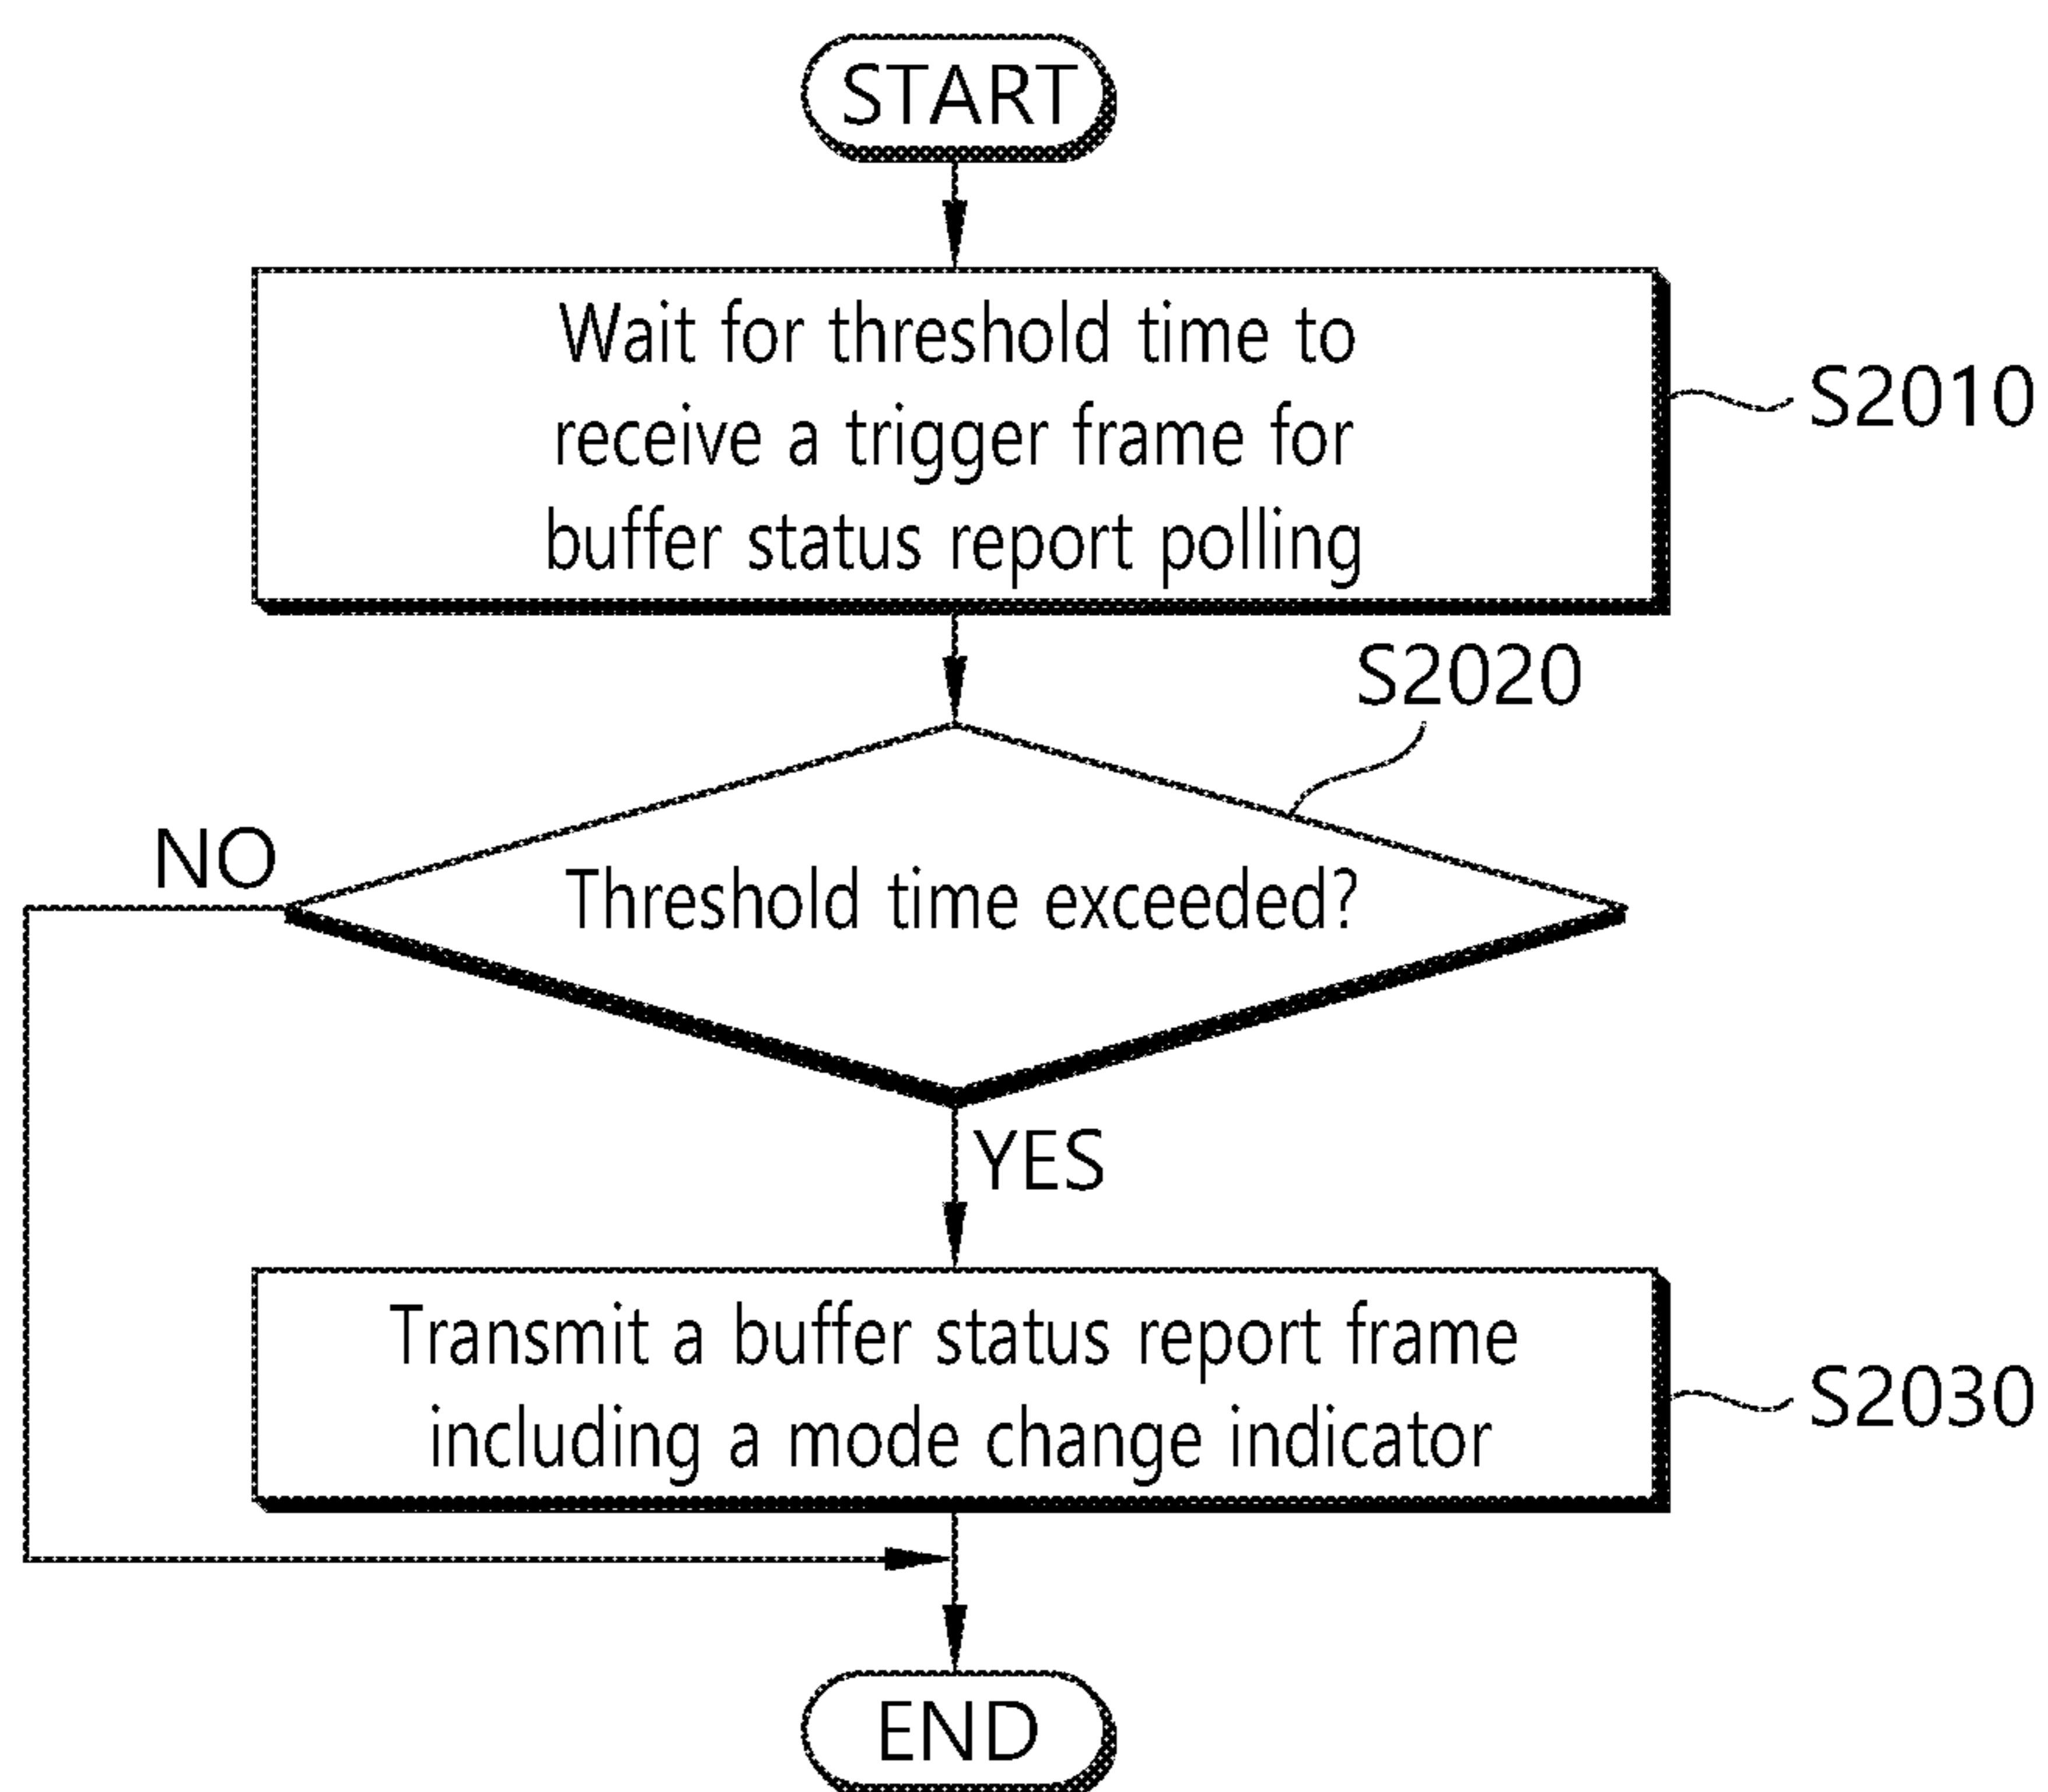 START
Wait for threshold time to
receive a trigger frame for
buffer status report polling
S2010
S2020
NO
Threshold time exceeded?
YES
Transmit a buffer status report frame
including a mode change indicator
S2030
END